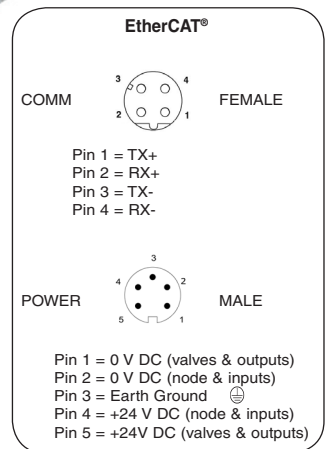 EtherCAT®
3 4
COMM FEMALE
2 1
Pin 1 = TX+
Pin 2 = RX+
Pin 3 = TX-
Pin 4 = RX-
3
4 2
POWER MALE
5 1
Pin 1 = 0 V DC (valves & outputs)
Pin 2 = 0 V DC (node & inputs)
Pin 3 = Earth Ground
Pin 4 = +24 V DC (node & inputs)
Pin 5 = +24V DC (valves & outputs)